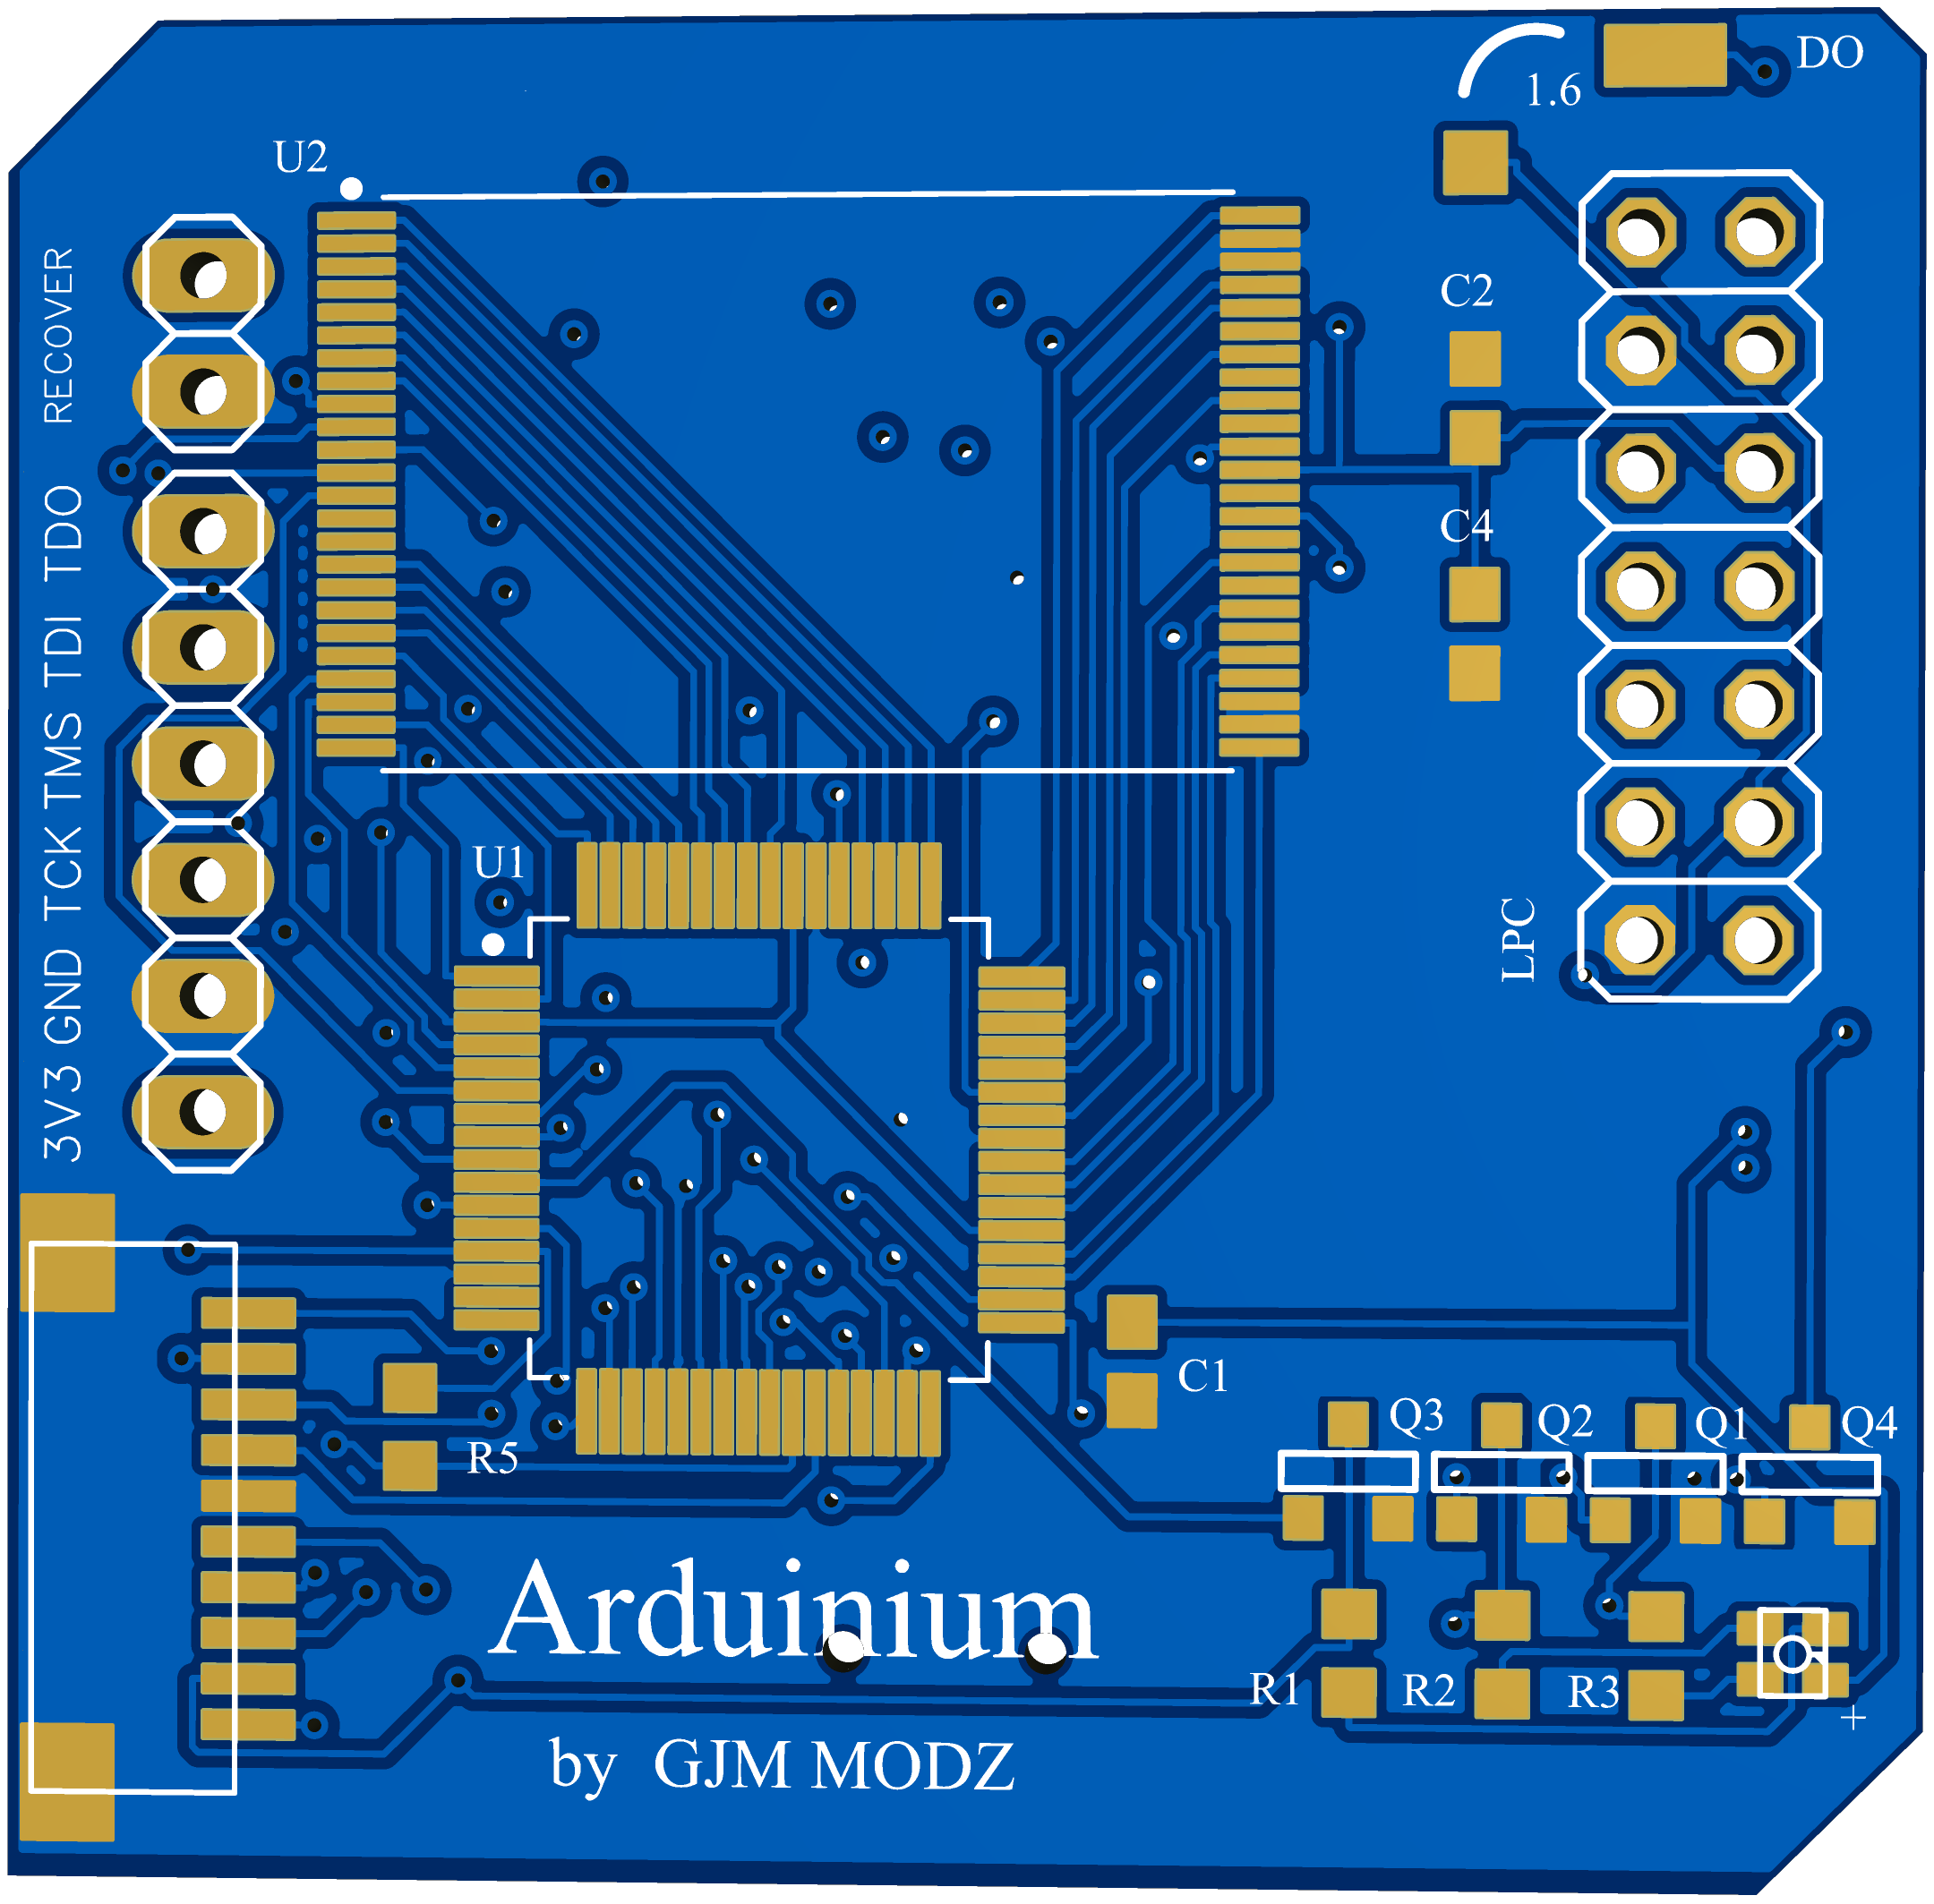 DO
1.6
U2
RECOVER
C2
TDO
C4
TDI
TMS
U1
TCK
LPC
GND
3V3
C1
Q3
Q2
Q1
Q4
R5
Arduinium
R1
R2
R3
+
by GJM MODZ